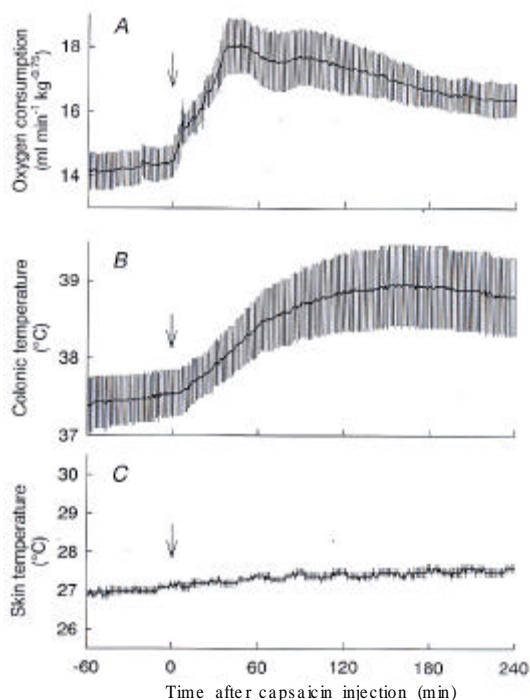 A
Oxygen consumption
(ml min⁻¹ kg⁻⁰·⁷⁵)
18
16
14
B
Colonic temperature
(°C)
39
38
37
C
Skin temperature
(°C)
30
29
28
27
26
-60 0 60 120 180 240
Time after capsaicin injection (min)